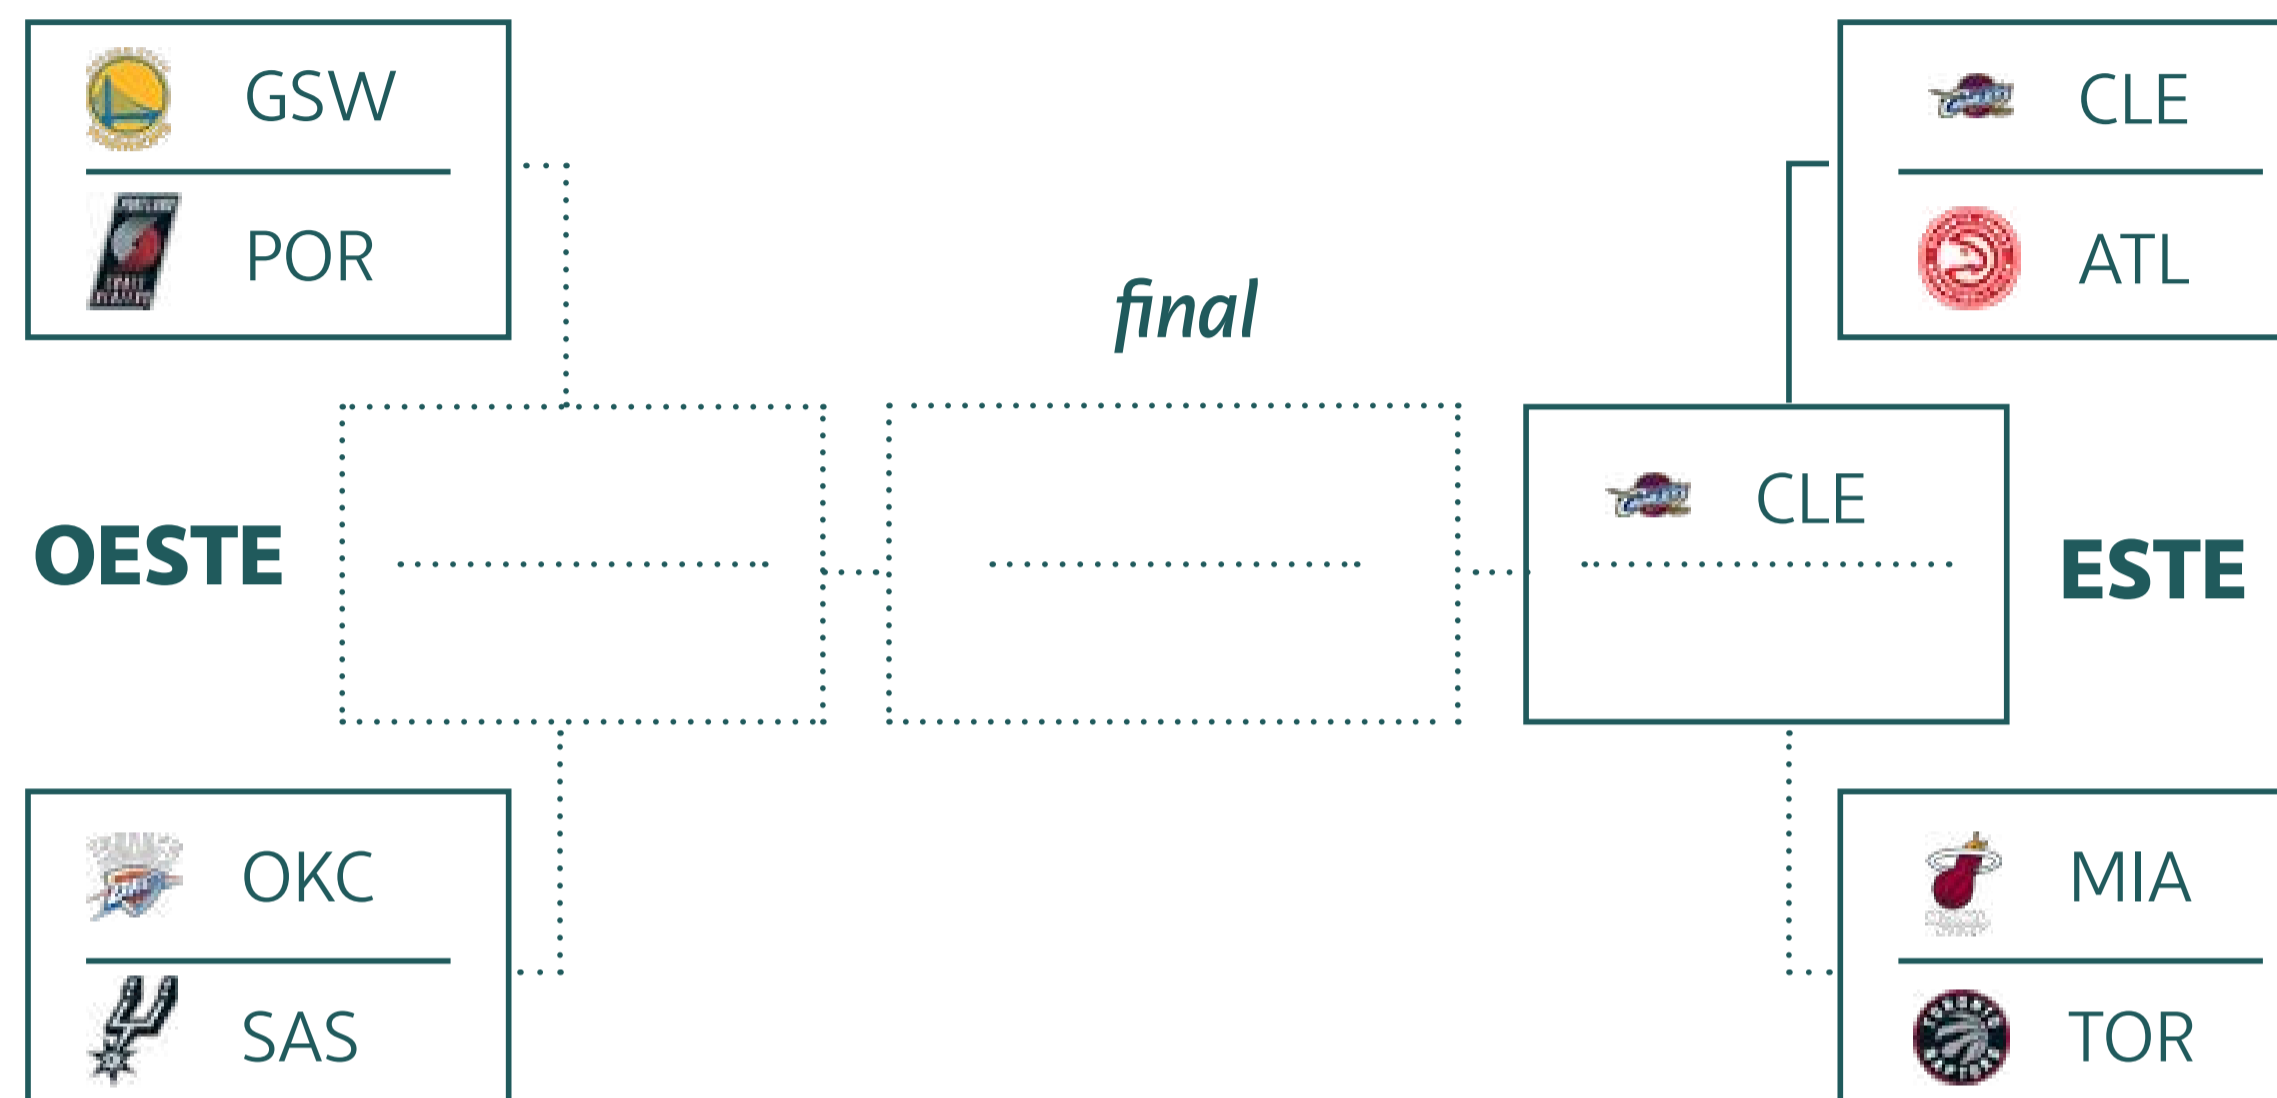 GSW
POR
OESTE
OKC
SAS
final
CLE
ATL
CLE
ESTE
MIA
TOR